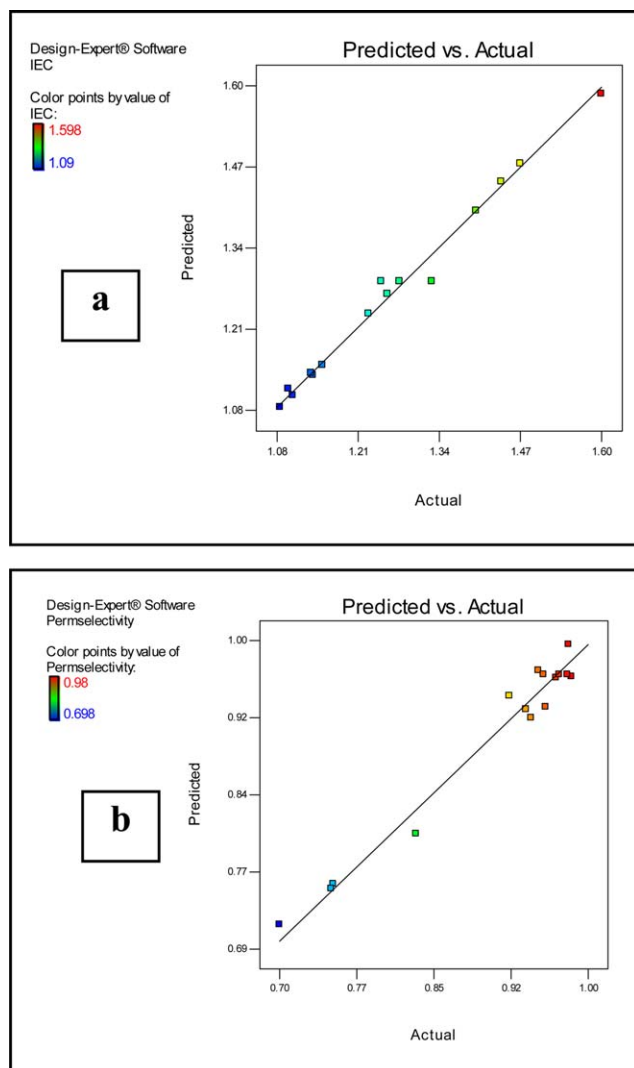 Design-Expert® Software
IEC
Color points by value of
IEC:
1.598
1.09
a
Predicted vs. Actual
Predicted
1.60
1.47
1.34
1.21
1.08
1.08 1.21 1.34 1.47 1.60
Actual
Design-Expert® Software
Permselectivity
Color points by value of
Permselectivity:
0.98
0.698
b
Predicted vs. Actual
Predicted
1.00
0.92
0.84
0.77
0.69
0.70 0.77 0.85 0.92 1.00
Actual